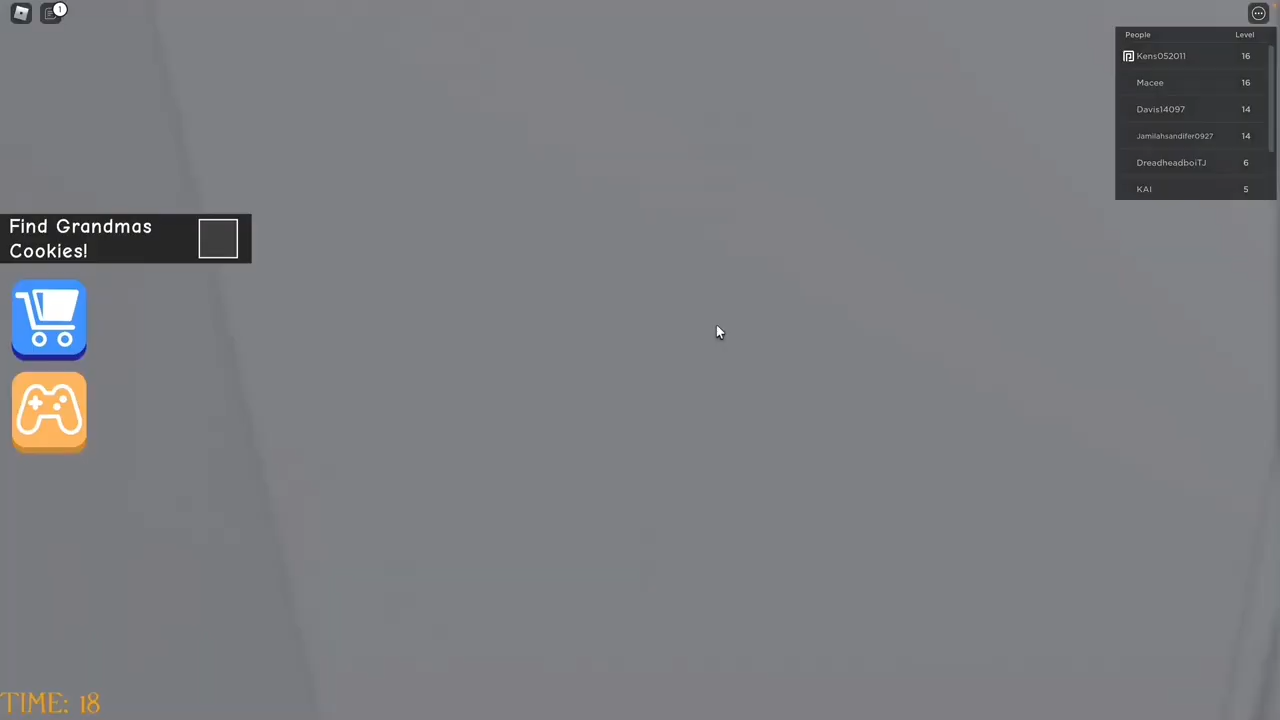 1
People Level
Kens052011 16
Macee 16
Davis14097 14
Jamilahsandifer0927 14
DreadheadboiTJ 6
KAI 5
Find Grandmas
Cookies!
TIME: 18